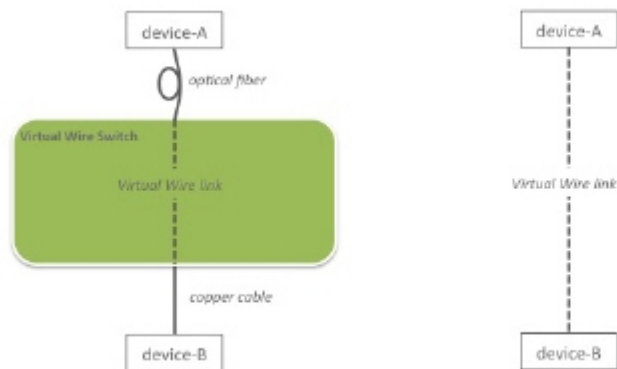 device-A
optical fiber
Virtual Wire Switch
Virtual Wire link
copper cable
device-B
device-A
Virtual Wire link
device-B